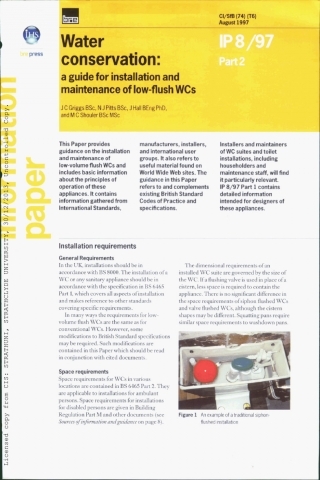 CI/SfB (74) (T6)
August 1997
IHS
brepress
Water
conservation:
a guide for installation and
maintenance of low-flush WCs
J C Griggs BSc, N J Pitts BSc, J Hall BEng PhD,
and M C Shouler BSc MSc
IP 8/97
Part 2
information
paper
Licensed copy from CIS: STRATHUNI, STRATHCLYDE UNIVERSITY, Uncontrolled Copy.
This Paper provides
guidance on the installation
and maintenance of
low-volume flush WCs and
includes basic information
about the principles of
operation of these
appliances. It contains
information gathered from
International Standards,
manufacturers, installers,
and international user
groups. It also refers to
useful material found on
World Wide Web sites. The
guidance in this Paper
refers to and complements
existing British Standard
Codes of Practice and
specifications.
Installers and maintainers
of WC suites and toilet
installations, including
householders and
maintenance staff, will find
it particularly relevant.
IP 8/97 Part 1 contains
detailed information
intended for designers of
these appliances.
Installation requirements
General Requirements
In the UK, installations should be in
accordance with BS 8000. The installation of a
WC or any sanitary appliance should be in
accordance with the specification in BS 6465
Part 1, which covers all aspects of installation
and makes reference to other standards
covering specific requirements.
In many ways the requirements for low-
volume flush WCs are the same as for
conventional WCs. However, some
modifications to British Standard specifications
may be required. Such modifications are
contained in this Paper which should be read
in conjunction with cited documents.
Space requirements
Space requirements for WCs in various
locations are contained in BS 6465 Part 2. They
are applicable to installations for ambulant
persons. Space requirements for installations
for disabled persons are given in Building
Regulation Part M and other documents (see
Sources of information and guidance on page 8).
The dimensional requirements of an
installed WC suite are governed by the size of
the WC. If a flushing valve is used in place of a
cistern, less space is required to contain the
appliance. There is no significant difference in
the space requirements of siphon flushed WCs
and valve flushed WCs, although the cistern
shapes may be different. Squatting pans require
similar space requirements to washdown pans.
Figure 1 An example of a traditional siphon-
flushed installation